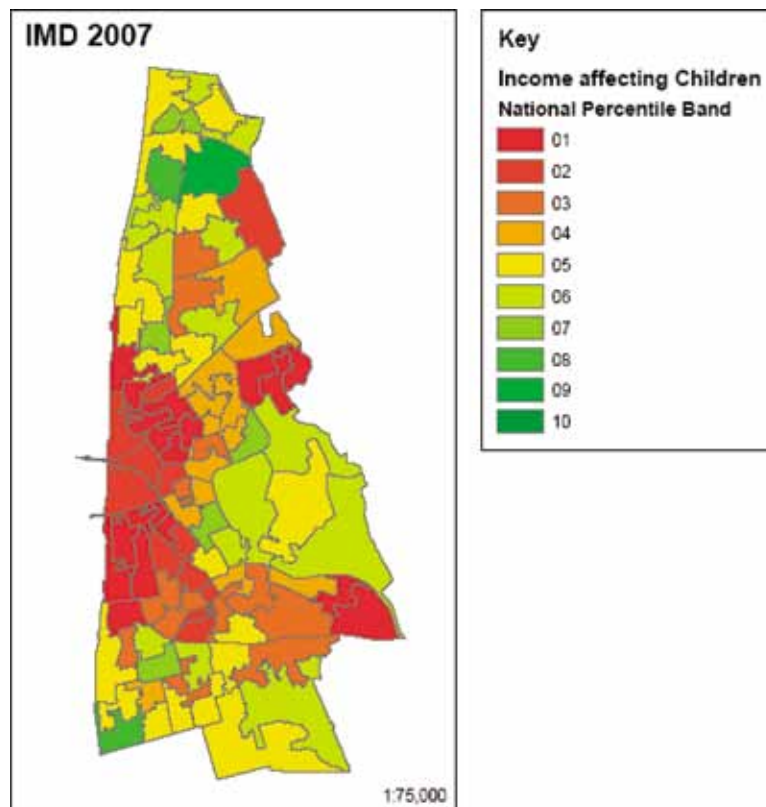 IMD 2007
1:75,000
Key
Income affecting Children
National Percentile Band
01
02
03
04
05
06
07
08
09
10